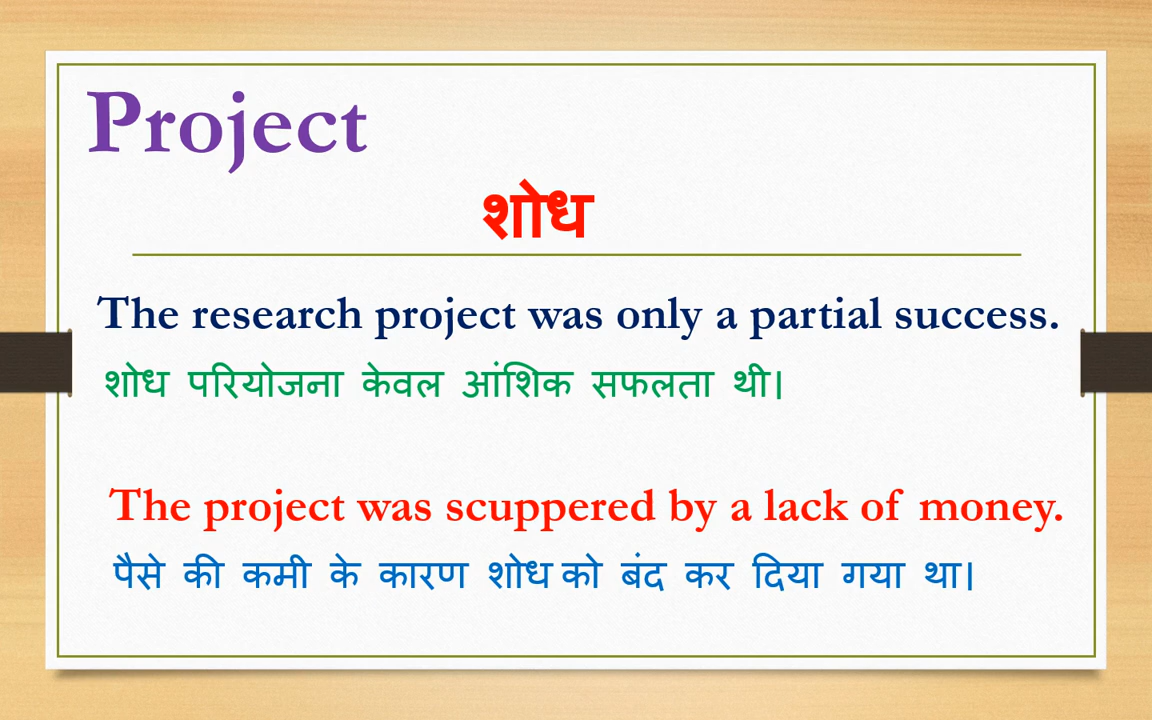 Project
शोध
The research project was only a partial success.
शोध परियोजना केवल आंशिक सफलता थी।
The project was scuppered by a lack of money.
पैसे की कमी के कारण शोध को बंद कर दिया गया था।